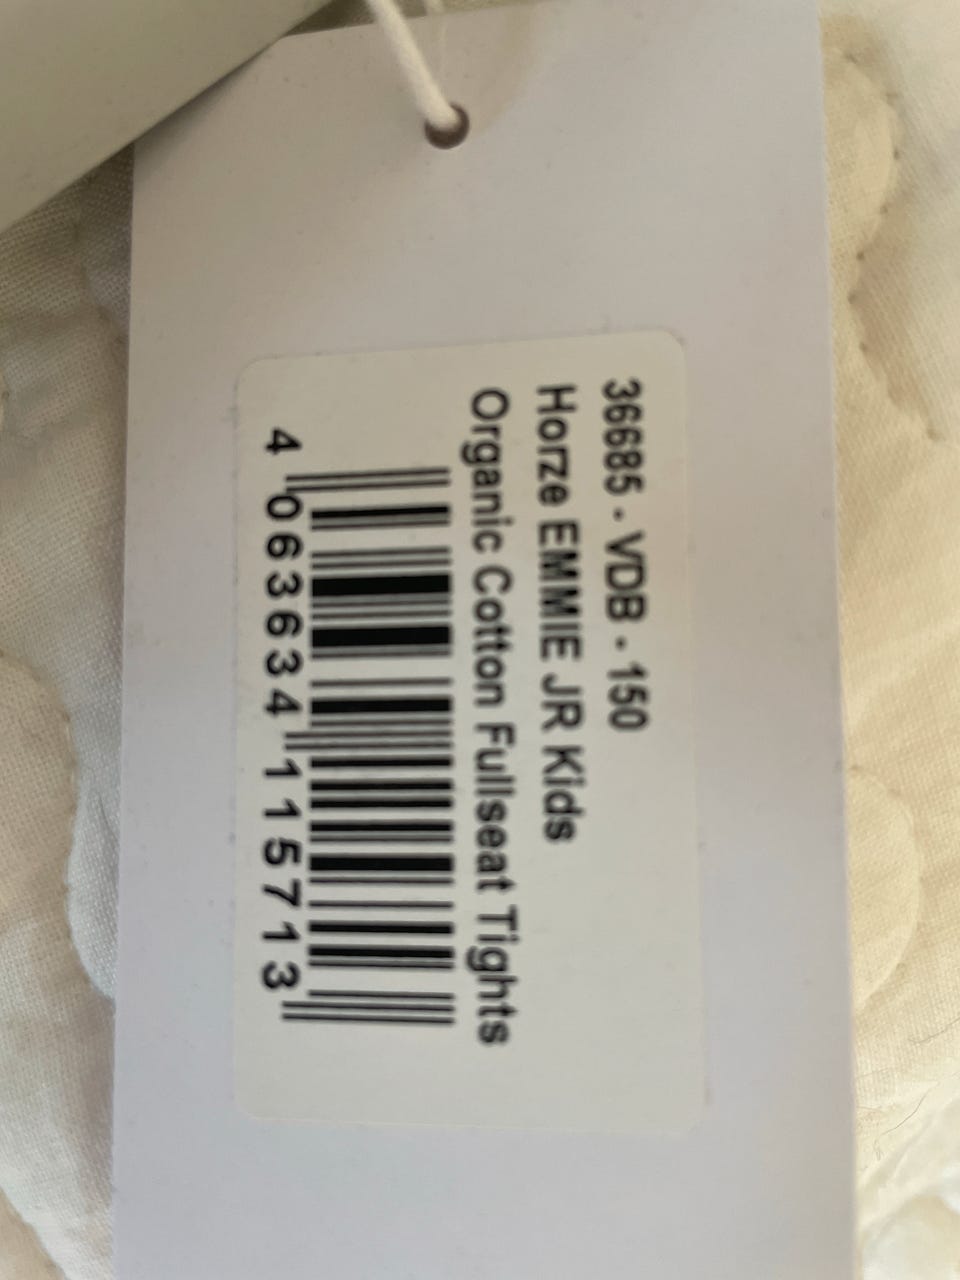 36685 - VDB - 150
Horze EMMIE JR Kids
Organic Cotton Fullseat Tights
4 063634 115713